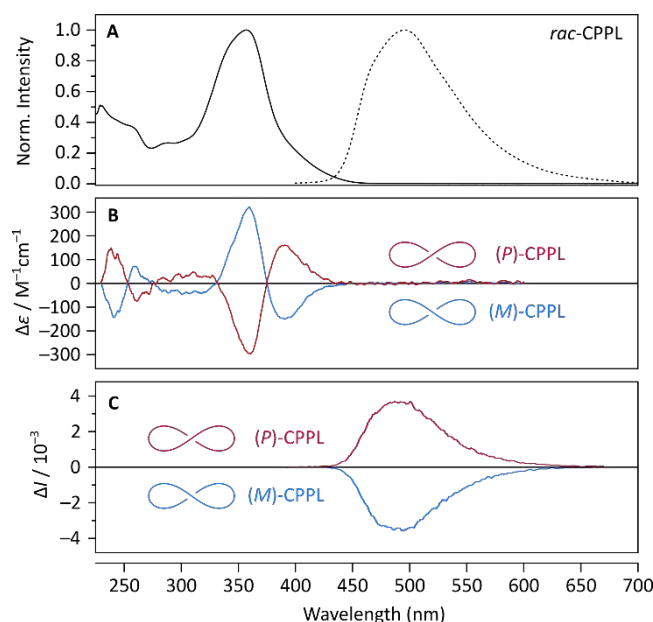 A
rac-CPPL
Norm. Intensity
1.0
0.8
0.6
0.4
0.2
0.0
B
Δε / M⁻¹cm⁻¹
300
200
100
0
−100
−200
−300
(P)-CPPL
(M)-CPPL
C
ΔI / 10⁻³
4
2
0
−2
−4
(P)-CPPL
(M)-CPPL
250 300 350 400 450 500 550 600 650 700
Wavelength (nm)